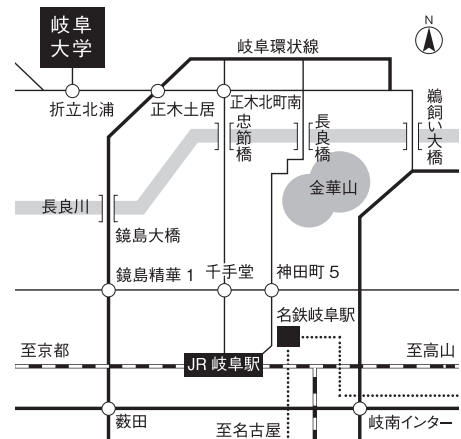 岐阜
大学
岐阜環状線
N
折立北浦
正木土居
正木北町南
忠節橋
長良橋
鵜飼い大橋
金華山
長良川
鏡島大橋
鏡島精華 1
千手堂
神田町 5
名鉄岐阜駅
至京都
JR 岐阜駅
至高山
薮田
至名古屋
岐南インター